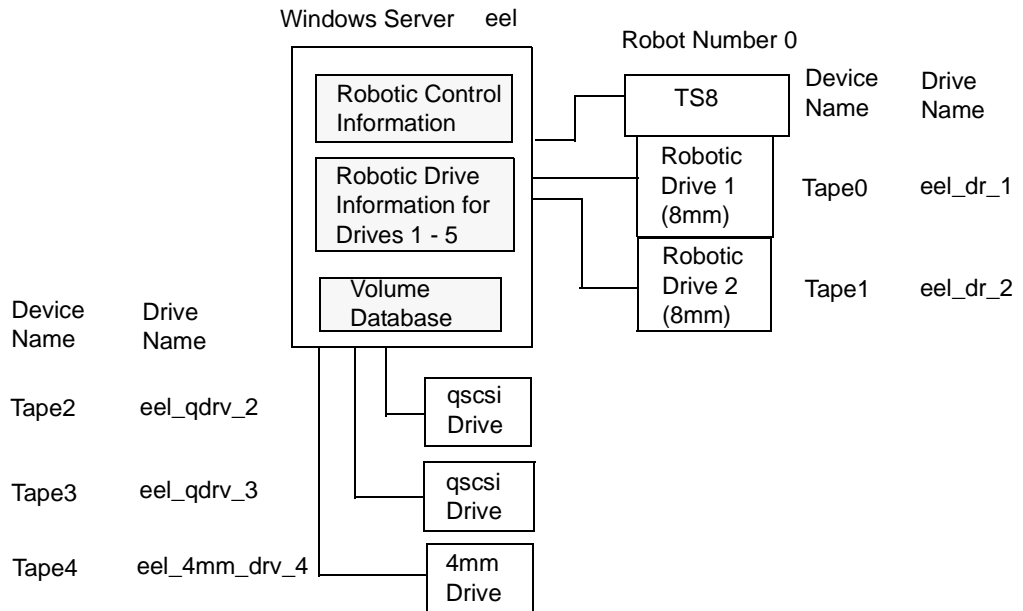 Windows Server eel
Robot Number 0
Robotic Control
Information
Robotic Drive
Information for
Drives 1 - 5
Volume
Database
TS8
Device
Name
Drive
Name
Robotic
Drive 1
(8mm)
Tape0 eel_dr_1
Robotic
Drive 2
(8mm)
Tape1 eel_dr_2
Device
Name
Drive
Name
Tape2 eel_qdrv_2
qscsi
Drive
Tape3 eel_qdrv_3
qscsi
Drive
Tape4 eel_4mm_drv_4
4mm
Drive